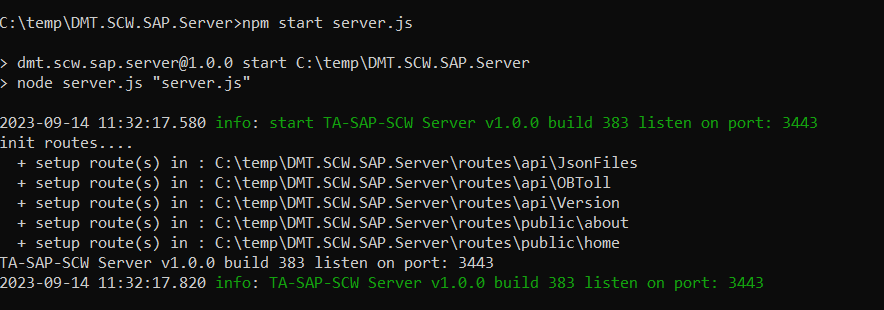 C:\temp\DMT.SCW.SAP.Server>npm start server.js
> dmt.scw.sap.server@1.0.0 start C:\temp\DMT.SCW.SAP.Server
> node server.js "server.js"
2023-09-14 11:32:17.580 info: start TA-SAP-SCW Server v1.0.0 build 383 listen on port: 3443
init routes....
  + setup route(s) in : C:\temp\DMT.SCW.SAP.Server\routes\api\JsonFiles
  + setup route(s) in : C:\temp\DMT.SCW.SAP.Server\routes\api\OBToll
  + setup route(s) in : C:\temp\DMT.SCW.SAP.Server\routes\api\Version
  + setup route(s) in : C:\temp\DMT.SCW.SAP.Server\routes\public\about
  + setup route(s) in : C:\temp\DMT.SCW.SAP.Server\routes\public\home
TA-SAP-SCW Server v1.0.0 build 383 listen on port: 3443
2023-09-14 11:32:17.820 info: TA-SAP-SCW Server v1.0.0 build 383 listen on port: 3443